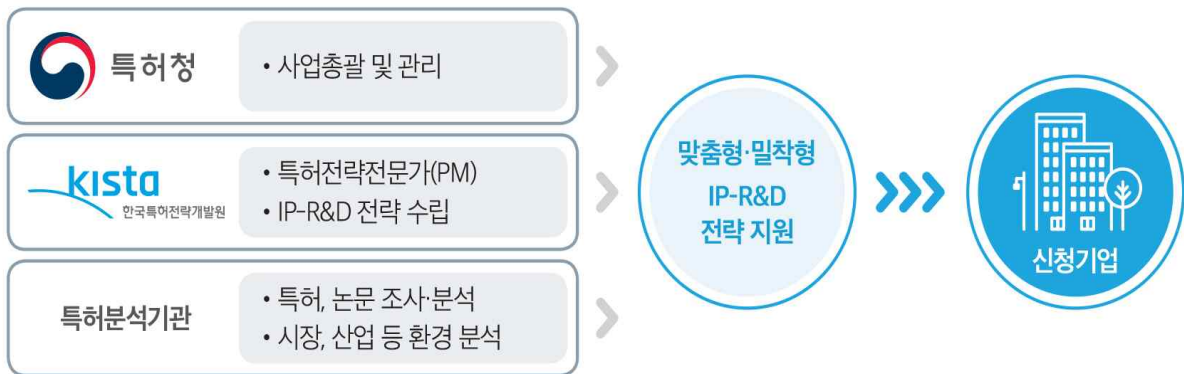 특허청
• 사업총괄 및 관리
kista
한국특허전략개발원
• 특허전략전문가(PM)
• IP-R&D 전략 수립
특허분석기관
• 특허, 논문 조사·분석
• 시장, 산업 등 환경 분석
맞춤형·밀착형
IP-R&D
전략 지원
신청기업